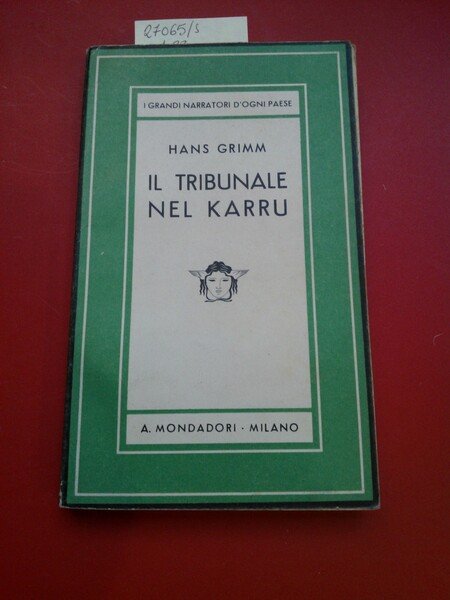 27065/s
I GRANDI NARRATORI D'OGNI PAESE
HANS GRIMM
IL TRIBUNALE
NEL KARRU
A. MONDADORI · MILANO